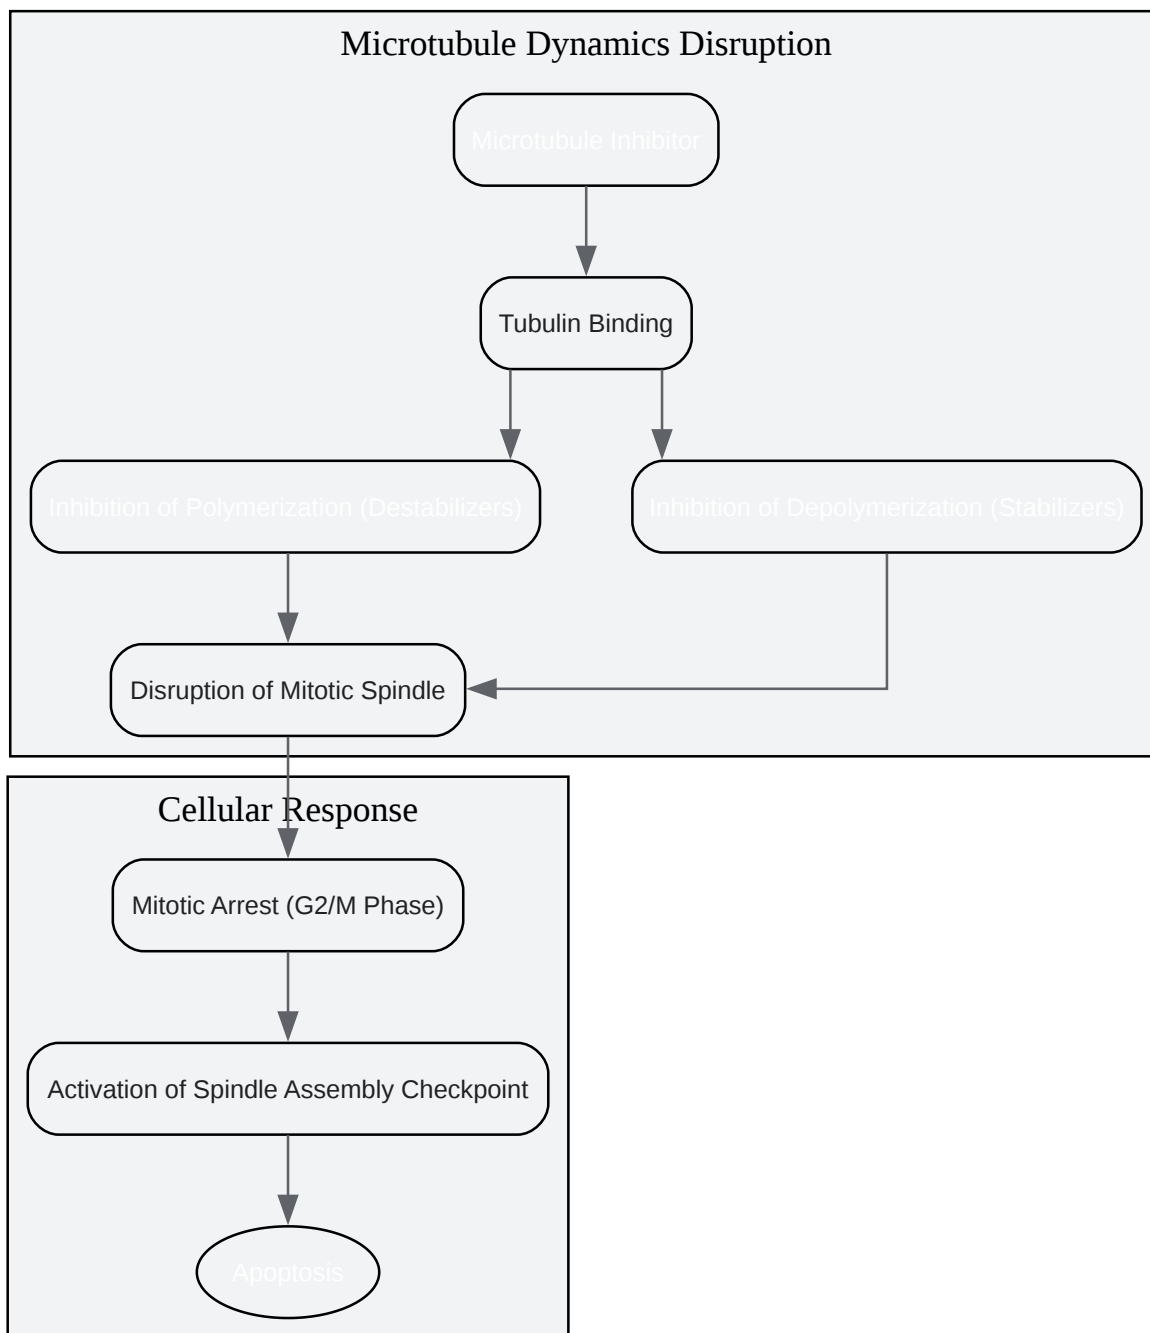 Microtubule Dynamics Disruption
Microtubule Inhibitor
Tubulin Binding
Inhibition of Polymerization (Destabilizers)
Inhibition of Depolymerization (Stabilizers)
Disruption of Mitotic Spindle
Cellular Response
Mitotic Arrest (G2/M Phase)
Activation of Spindle Assembly Checkpoint
Apoptosis